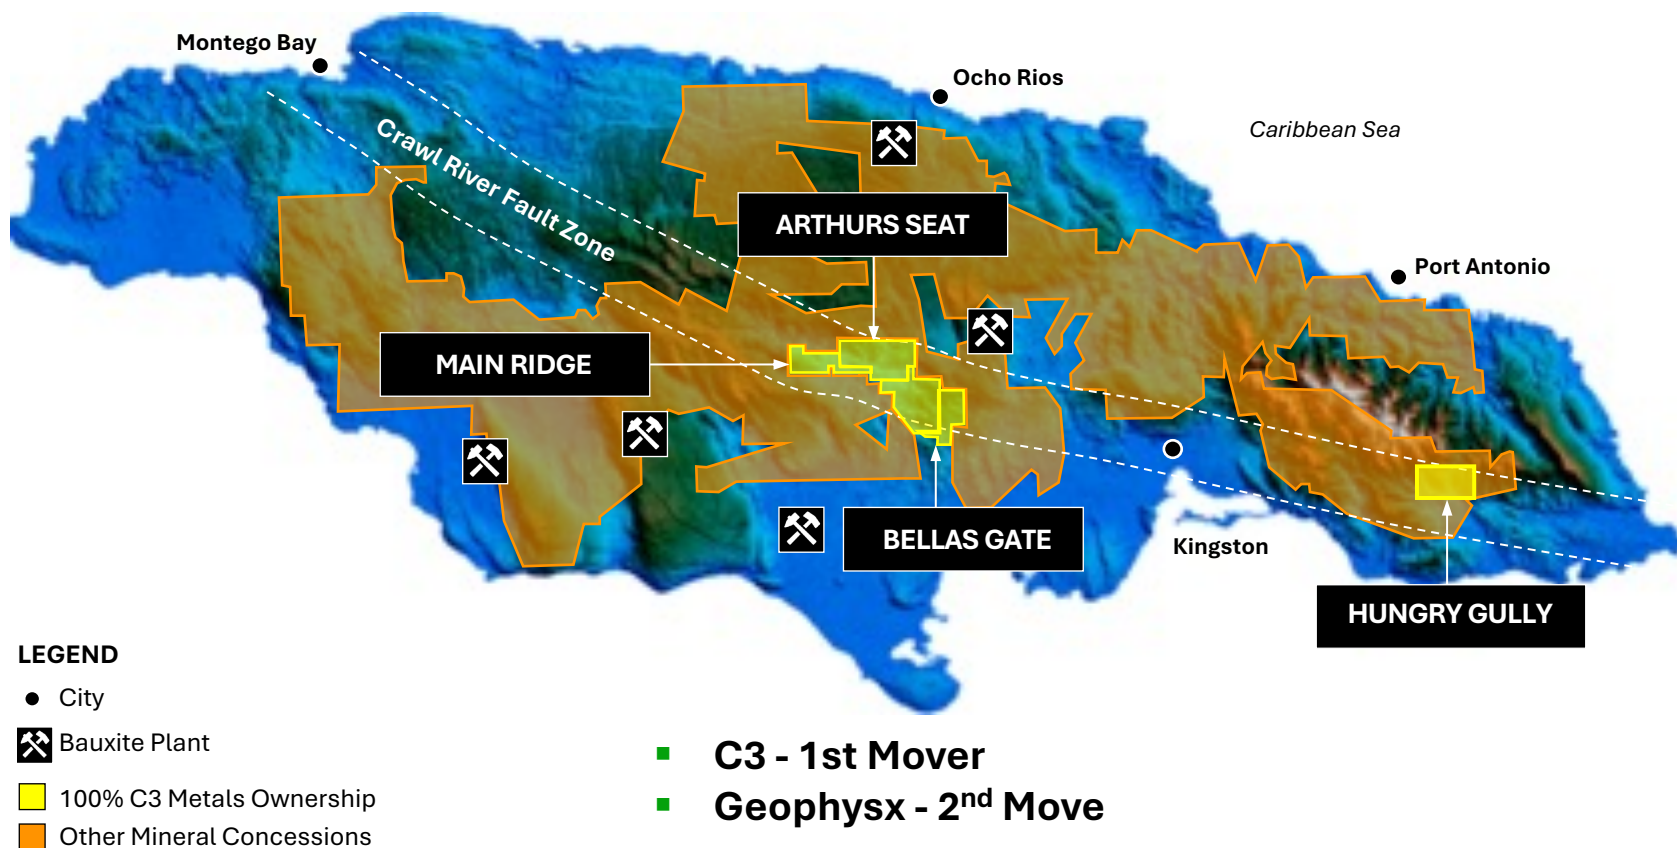 Montego Bay
Ocho Rios
Caribbean Sea
Crawl River Fault Zone
ARTHURS SEAT
Port Antonio
MAIN RIDGE
BELLAS GATE
Kingston
HUNGRY GULLY
LEGEND
City
Bauxite Plant
100% C3 Metals Ownership
Other Mineral Concessions
▪ C3 - 1st Mover
▪ Geophysx - 2nd Move